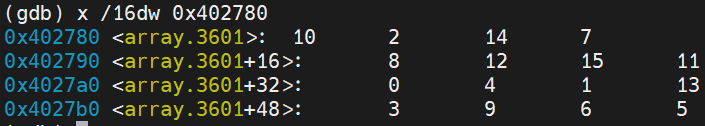 (gdb) x /16dw 0x402780
0x402780 <array.3601>: 10 2 14 7
0x402790 <array.3601+16>: 8 12 15 11
0x4027a0 <array.3601+32>: 0 4 1 13
0x4027b0 <array.3601+48>: 3 9 6 5